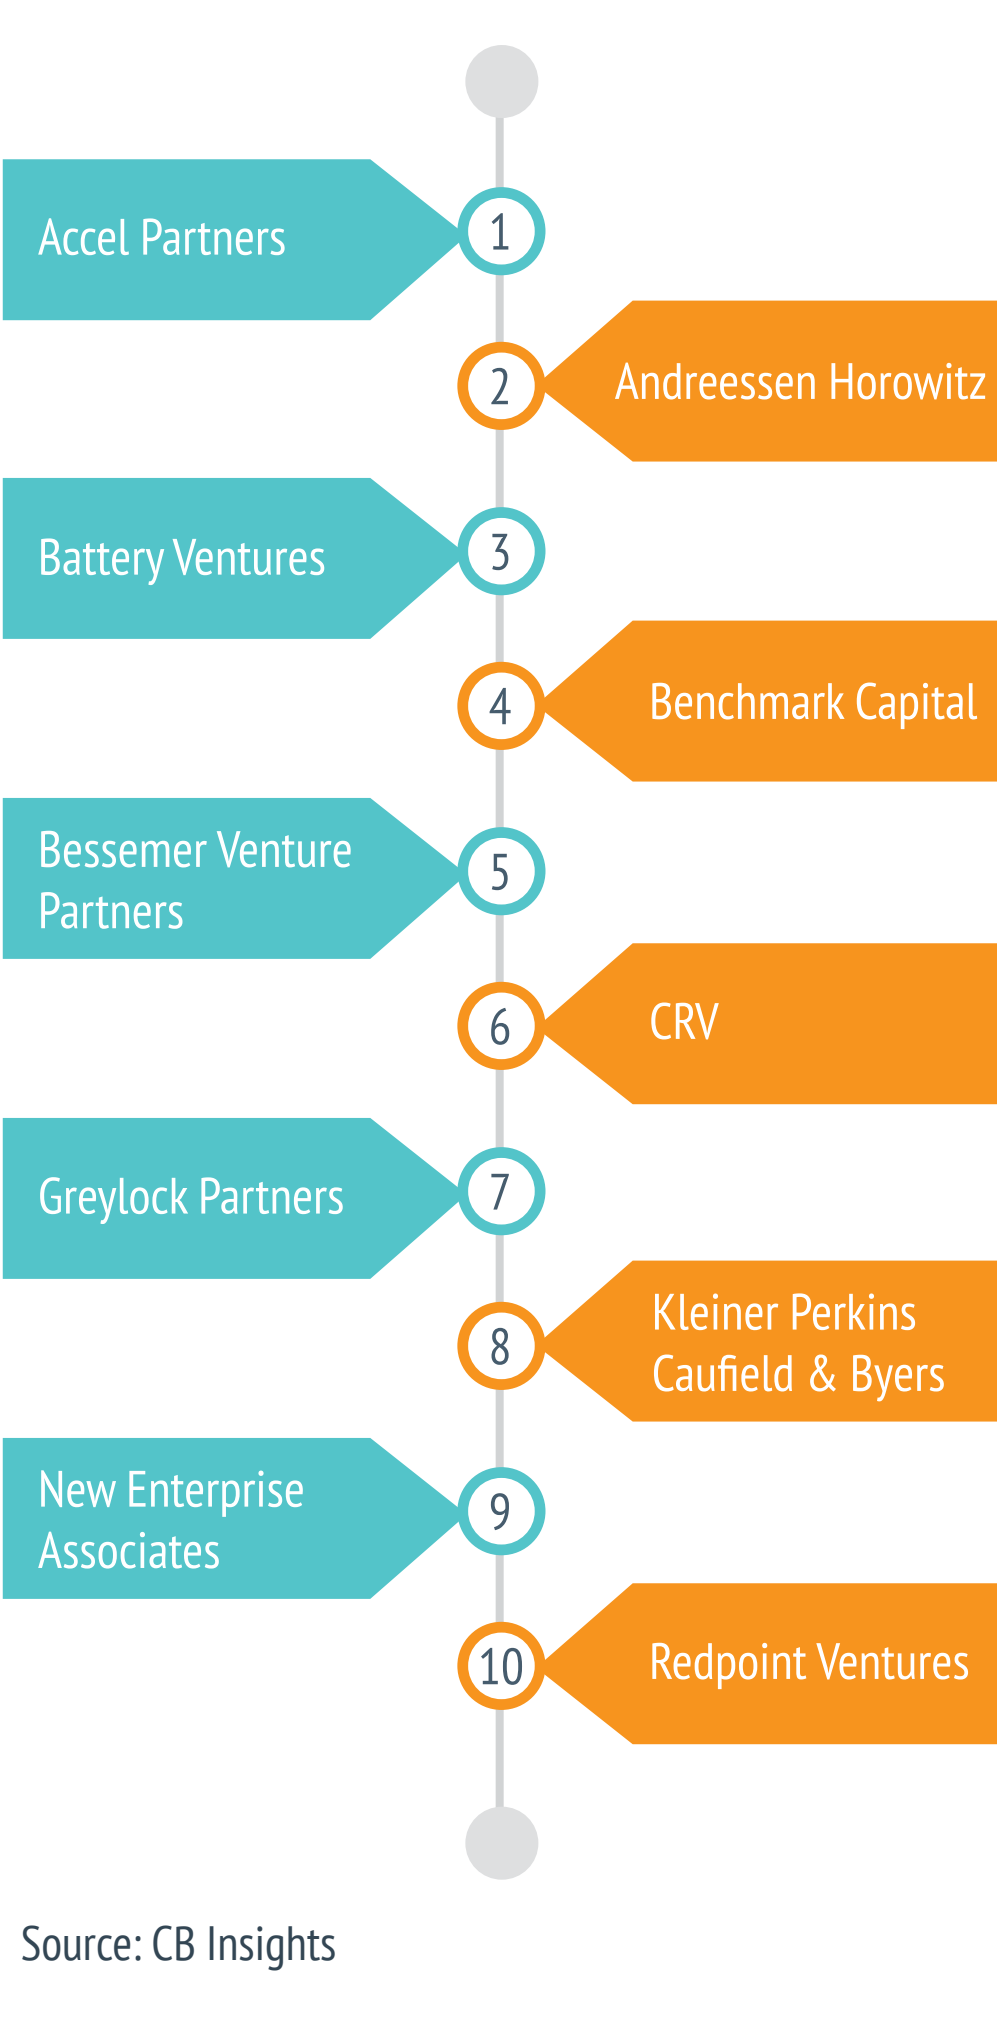 Accel Partners
1
2
Andreessen Horowitz
Battery Ventures
3
4
Benchmark Capital
Bessemer Venture
Partners
5
6
CRV
Greylock Partners
7
8
Kleiner Perkins
Caufield & Byers
New Enterprise
Associates
9
10
Redpoint Ventures
Source: CB Insights